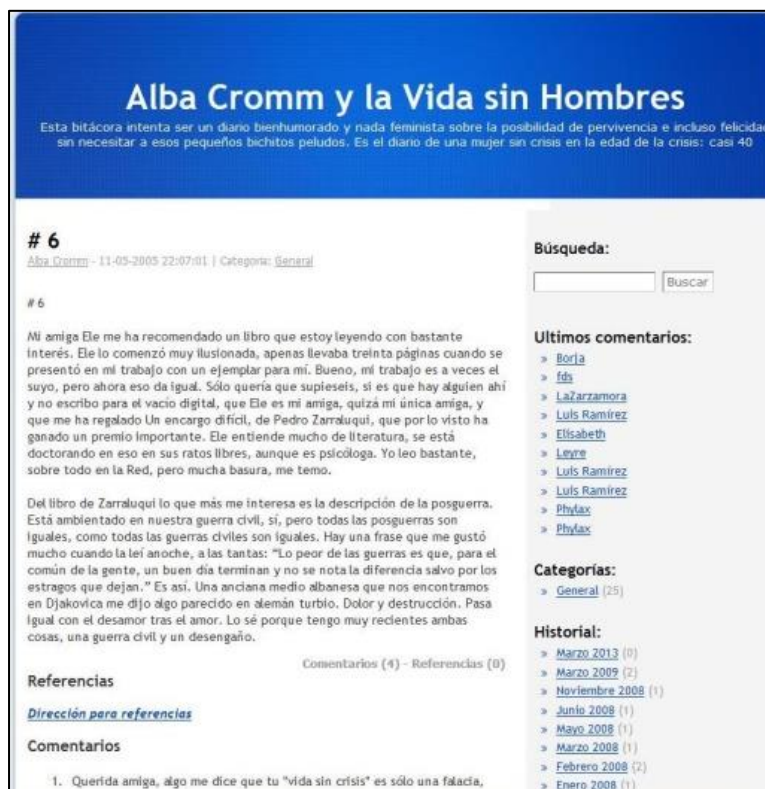 Alba Cromm y la Vida sin Hombres
Esta bitácora intenta ser un diario bienhumorado y nada feminista sobre la posibilidad de pervivencia e incluso felicidad
sin necesitar a esos pequeños bichitos peludos. Es el diario de una mujer sin crisis en la edad de la crisis: casi 40
# 6
Alba Cromm - 11-05-2005 22:07:01 | Categoria: General
# 6
Mi amiga Ele me ha recomendado un libro que estoy leyendo con bastante
interés. Ele lo comenzó muy ilusionada, apenas llevaba treinta páginas cuando se
presentó en mi trabajo con un ejemplar para mí. Bueno, mi trabajo es a veces el
suyo, pero ahora eso da igual. Sólo quería que supieseis, si es que hay alguien ahí
y no escribo para el vacío digital, que Ele es mi amiga, quizá mi única amiga, y
que me ha regalado Un encargo difícil, de Pedro Zarraluqui, que por lo visto ha
ganado un premio importante. Ele entiende mucho de literatura, se está
doctorando en eso en sus ratos libres, aunque es psicóloga. Yo leo bastante,
sobre todo en la Red, pero mucha basura, me temo.
Del libro de Zarraluqui lo que más me interesa es la descripción de la posguerra.
Está ambientado en nuestra guerra civil, sí, pero todas las posguerras son
iguales, como todas las guerras civiles son iguales. Hay una frase que me gustó
mucho cuando la leí anoche, a las tantas: “Lo peor de las guerras es que, para el
común de la gente, un buen día terminan y no se nota la diferencia salvo por los
estragos que dejan.” Es así. Una anciana medio albanesa que nos encontramos
en Djakovica me dijo algo parecido en alemán turbio. Dolor y destrucción. Pasa
igual con el desamor tras el amor. Lo sé porque tengo muy recientes ambas
cosas, una guerra civil y un desengaño.
Comentarios (4) - Referencias (0)
Referencias
Dirección para referencias
Comentarios
1. Querida amiga, algo me dice que tu "vida sin crisis" es sólo una falacia,
Búsqueda:
Buscar
Ultimos comentarios:
» Borja
» fds
» LaZarzamora
» Luis Ramírez
» Elisabeth
» Leyre
» Luis Ramírez
» Luis Ramírez
» Phylax
» Phylax
Categorías:
» General (25)
Historial:
» Marzo 2013 (0)
» Marzo 2009 (2)
» Noviembre 2008 (1)
» Junio 2008 (1)
» Mayo 2008 (1)
» Marzo 2008 (1)
» Febrero 2008 (2)
» Enero 2008 (1)